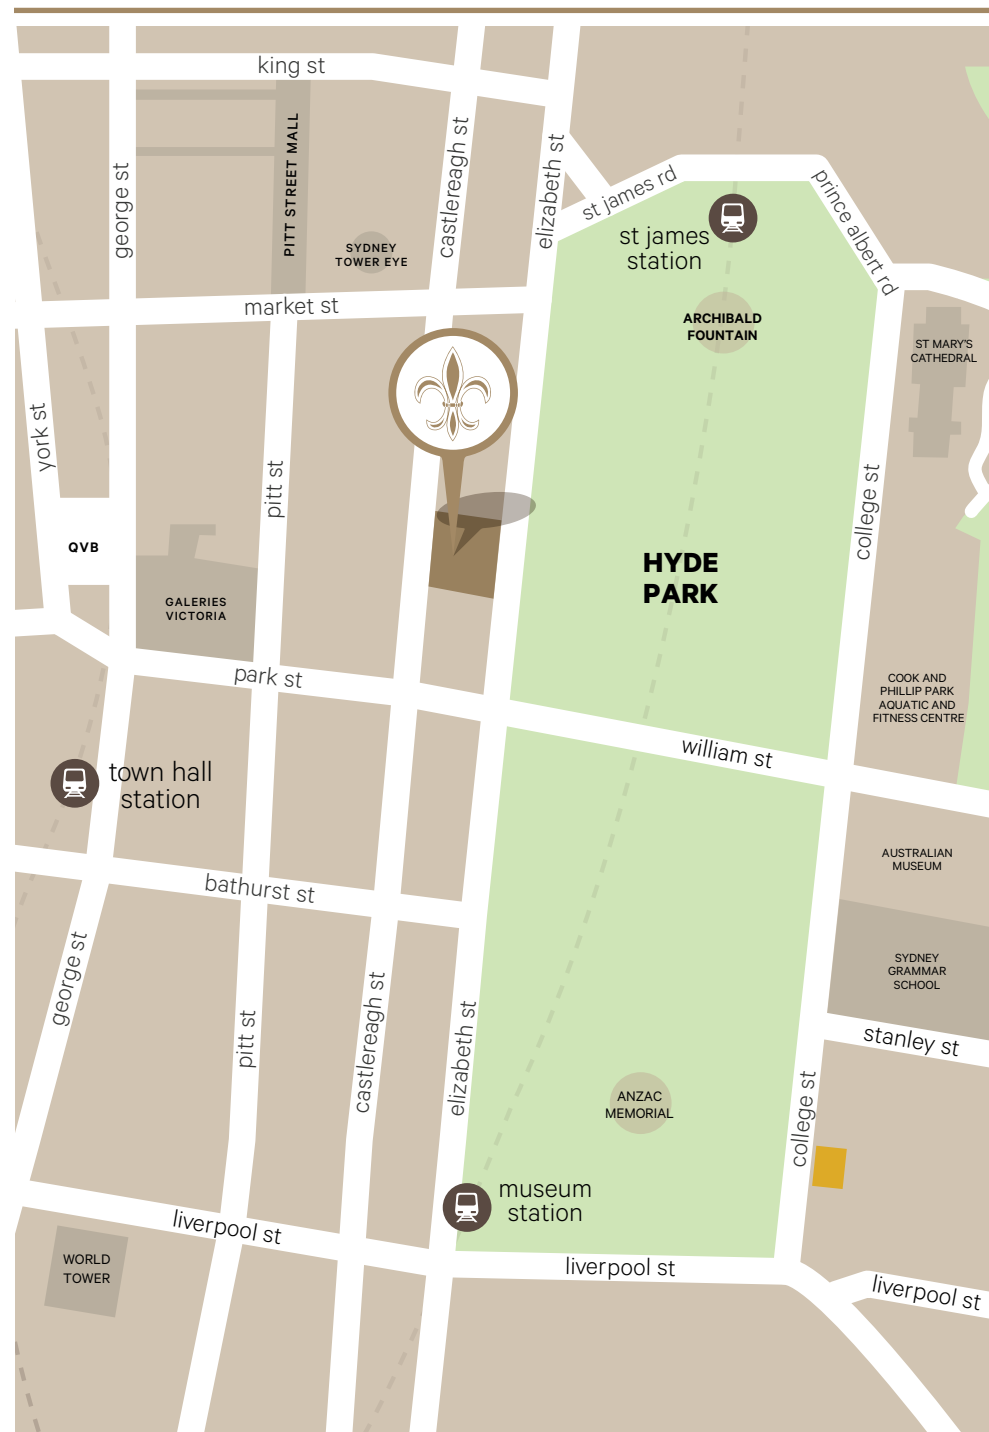 king st
PITT STREET MALL
george st
castlereagh st
elizabeth st
st james rd
prince albert rd
st james
station
SYDNEY
TOWER EYE
market st
ARCHIBALD
FOUNTAIN
ST MARY'S
CATHEDRAL
york st
pitt st
college st
QVB
HYDE
PARK
GALERIES
VICTORIA
park st
COOK AND
PHILLIP PARK
AQUATIC AND
FITNESS CENTRE
william st
town hall
station
AUSTRALIAN
MUSEUM
bathurst st
SYDNEY
GRAMMAR
SCHOOL
george st
pitt st
castlereagh st
elizabeth st
stanley st
ANZAC
MEMORIAL
college st
museum
station
liverpool st
WORLD
TOWER
liverpool st
liverpool st